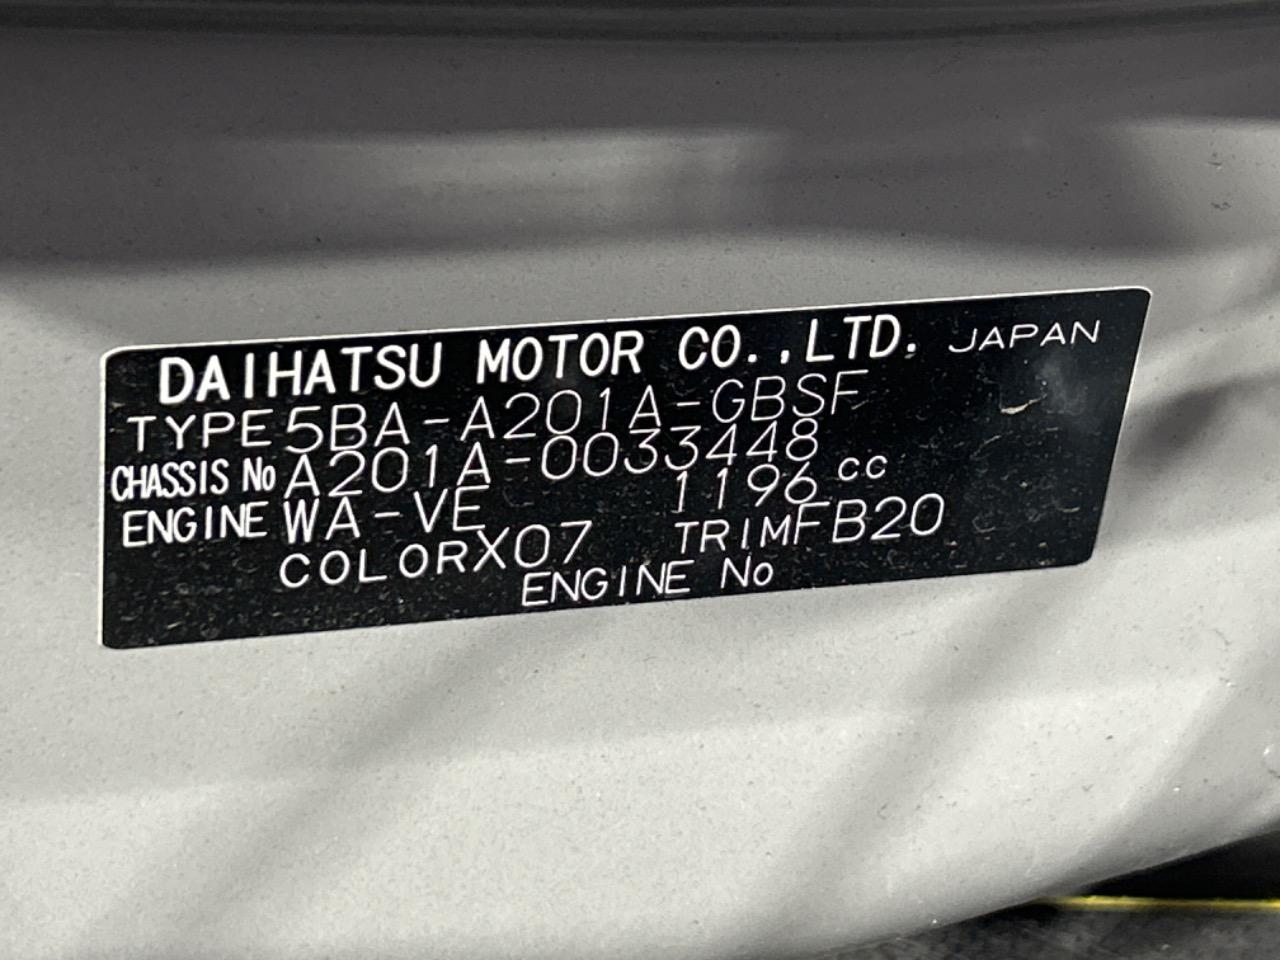 DAIHATSU MOTOR CO.,LTD. JAPAN
TYPE 5BA-A201A-GBSF
CHASSIS No A201A-0033448
ENGINE WA-VE 1196 cc
COLOR X07 TRIM FB20
ENGINE No